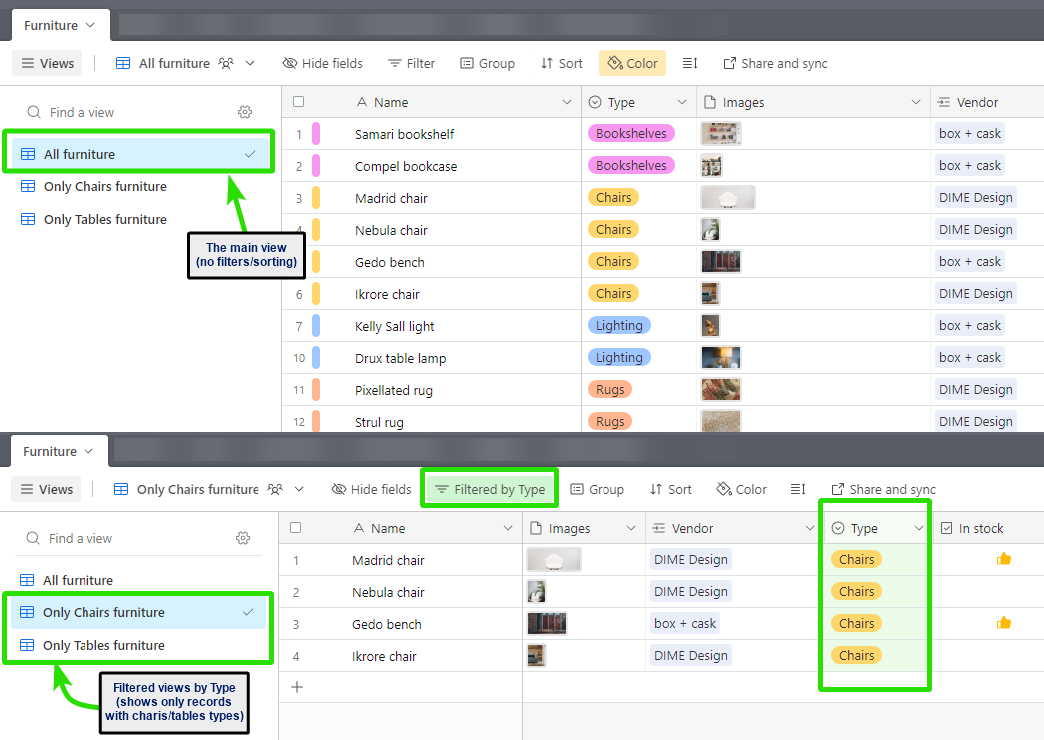 Furniture
Views All furniture Hide fields Filter Group Sort Color Share and sync
Find a view
All furniture
Only Chairs furniture
Only Tables furniture
The main view
(no filters/sorting)
Name Type Images Vendor
1 Samari bookshelf Bookshelves box + cask
2 Compel bookcase Bookshelves box + cask
3 Madrid chair Chairs DIME Design
4 Nebula chair Chairs DIME Design
Gedo bench Chairs box + cask
6 Ikrore chair Chairs DIME Design
7 Kelly Sall light Lighting box + cask
10 Drux table lamp Lighting box + cask
11 Pixellated rug Rugs DIME Design
12 Strul rug Rugs DIME Design
Furniture
Views Only Chairs furniture Hide fields Filtered by Type Group Sort Color Share and sync
Find a view
All furniture
Only Chairs furniture
Only Tables furniture
Filtered views by Type
(shows only records
with charis/tables types)
Name Images Vendor Type In stock
1 Madrid chair DIME Design Chairs
2 Nebula chair DIME Design Chairs
3 Gedo bench box + cask Chairs
4 Ikrore chair DIME Design Chairs